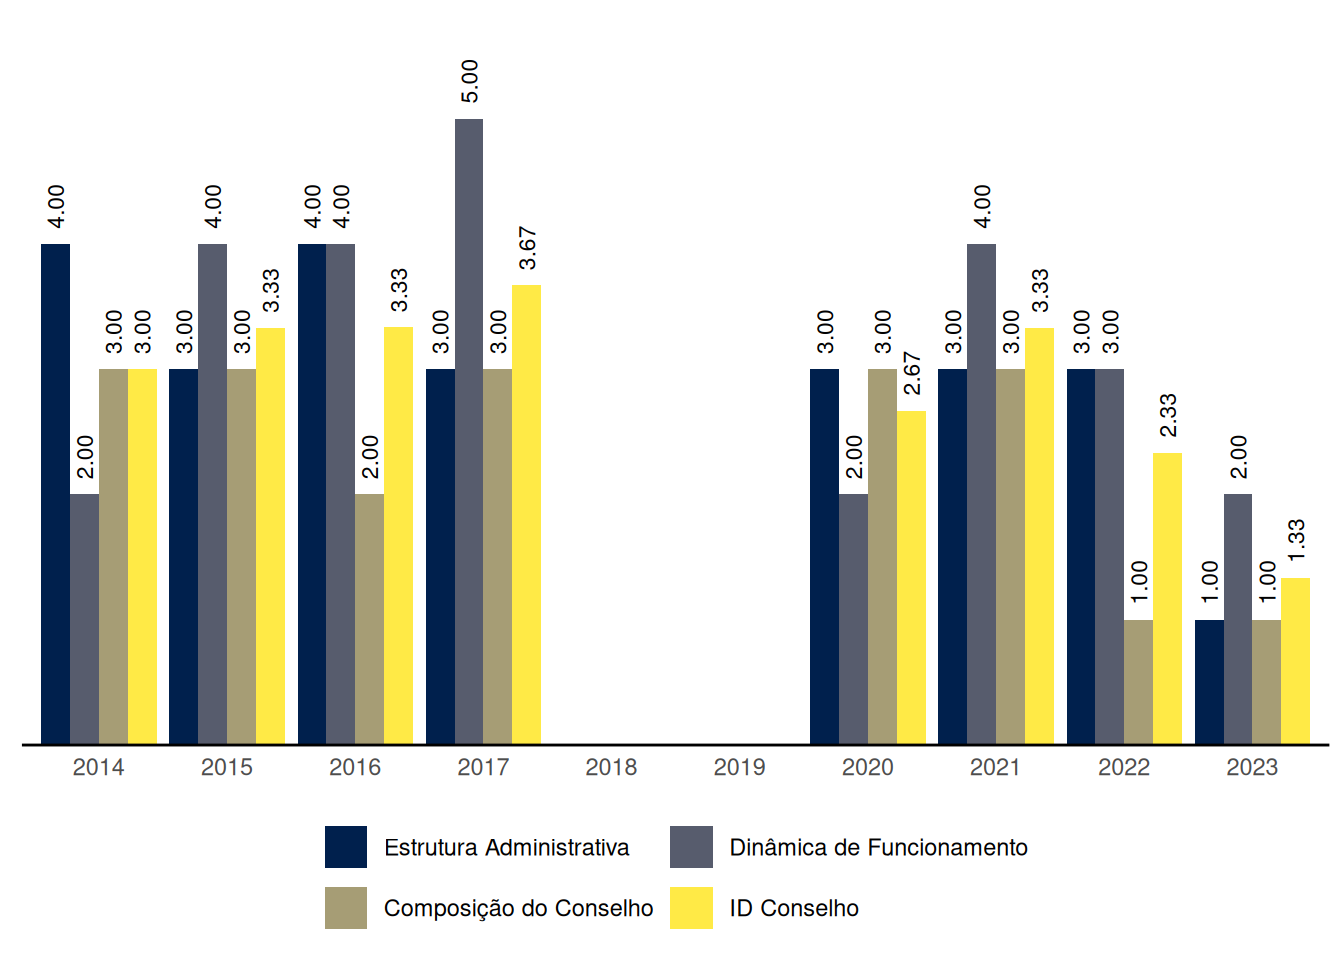 5.00
4.00 4.00 4.00 4.00 4.00
3.67
3.33 3.33 3.33
3.00 3.00 3.00 3.00 3.00 3.00 3.00 3.00 3.00 3.00 3.00 3.00
2.67
2.33
2.00 2.00 2.00 2.00
1.33
1.00 1.00 1.00
2014 2015 2016 2017 2018 2019 2020 2021 2022 2023
Estrutura Administrativa Dinâmica de Funcionamento
Composição do Conselho ID Conselho